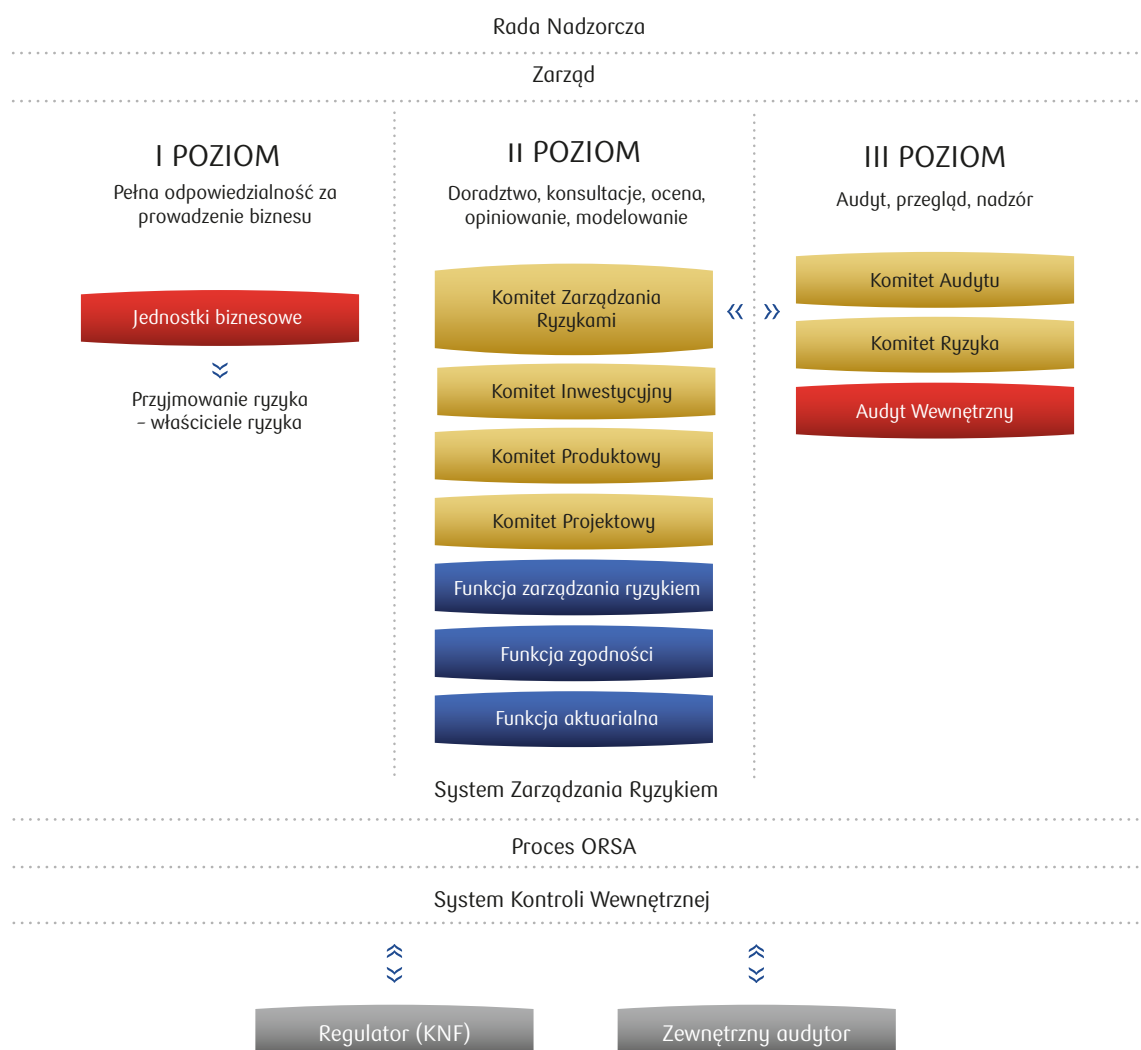 Rada Nadzorcza
Zarząd
I POZIOM
Pełna odpowiedzialność za
prowadzenie biznesu
Jednostki biznesowe
Przyjmowanie ryzyka
– właściciele ryzyka
II POZIOM
Doradztwo, konsultacje, ocena,
opiniowanie, modelowanie
Komitet Zarządzania
Ryzykami
Komitet Inwestycyjny
Komitet Produktowy
Komitet Projektowy
Funkcja zarządzania ryzykiem
Funkcja zgodności
Funkcja aktuarialna
III POZIOM
Audyt, przegląd, nadzór
Komitet Audytu
Komitet Ryzyka
Audyt Wewnętrzny
System Zarządzania Ryzykiem
Proces ORSA
System Kontroli Wewnętrznej
Regulator (KNF)
Zewnętrzny audytor